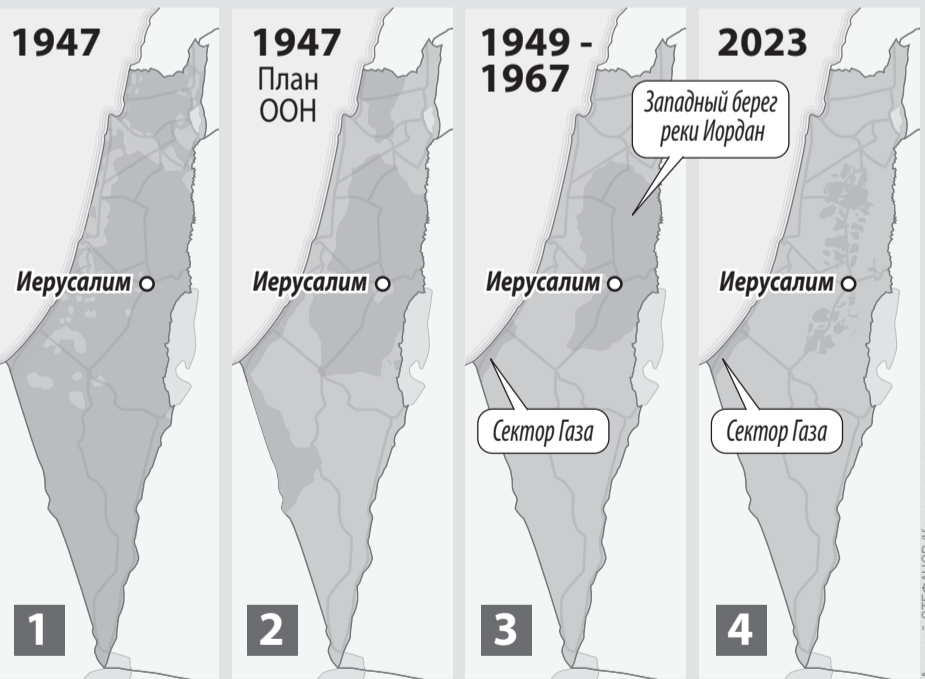 1947
1947
План
ООН
1949 -
1967
2023
Западный берег
реки Иордан
Иерусалим
Иерусалим
Иерусалим
Иерусалим
Сектор Газа
Сектор Газа
1
2
3
4